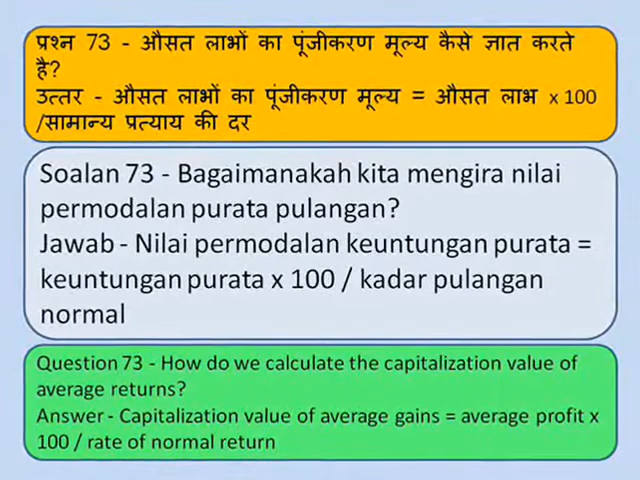 प्रश्न 73 - औसत लाभों का पूंजीकरण मूल्य कैसे ज्ञात करते
है?
उत्तर - औसत लाभों का पूंजीकरण मूल्य = औसत लाभ x 100
/सामान्य प्रत्याय की दर
Soalan 73 - Bagaimanakah kita mengira nilai
permodalan purata pulangan?
Jawab - Nilai permodalan keuntungan purata =
keuntungan purata x 100 / kadar pulangan
normal
Question 73 - How do we calculate the capitalization value of
average returns?
Answer - Capitalization value of average gains = average profit x
100 / rate of normal return